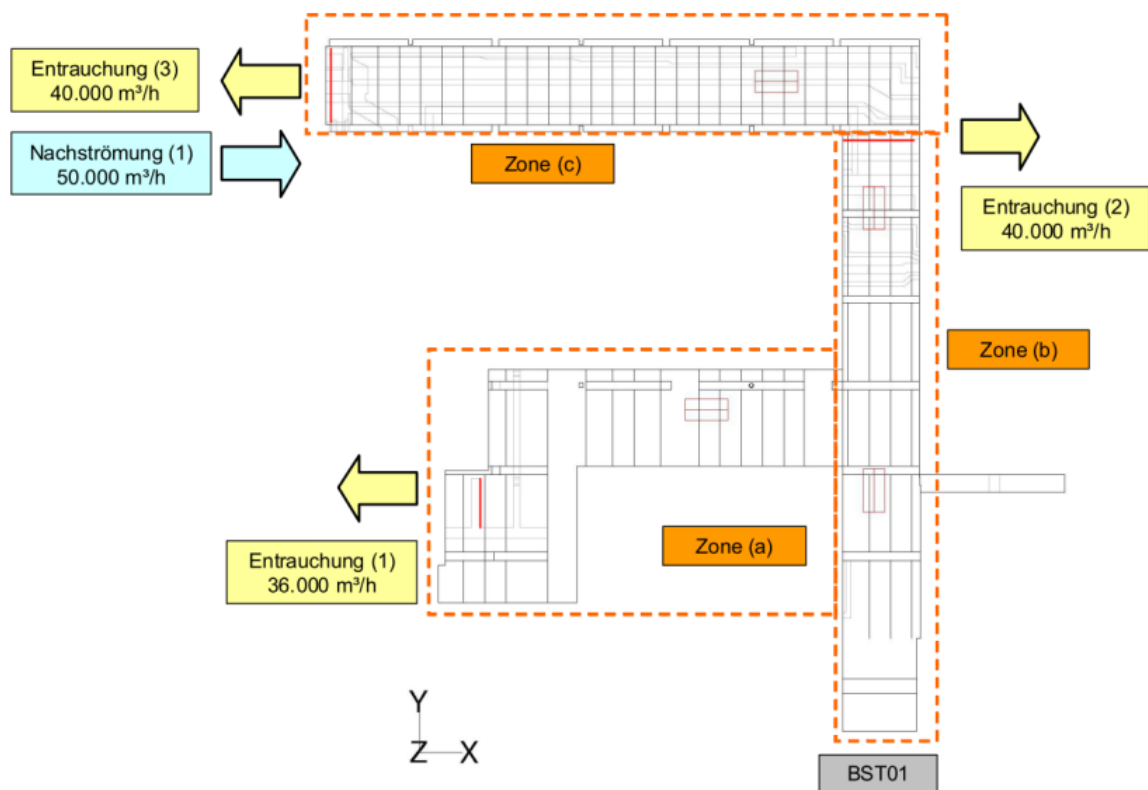 Entrauchung (3)
40.000 m³/h
Nachströmung (1)
50.000 m³/h
Zone (c)
Entrauchung (2)
40.000 m³/h
Zone (b)
Zone (a)
Entrauchung (1)
36.000 m³/h
Y
Z
X
BST01